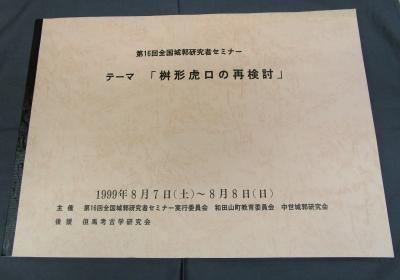 第16回全国城郭研究者セミナー
テーマ 「桝形虎口の再検討」
1999年8月7日(土)～8月8日(日)
主催 第16回全国城郭研究者セミナー実行委員会 和田山町教育委員会 中世城郭研究会
後援 但馬考古学研究会